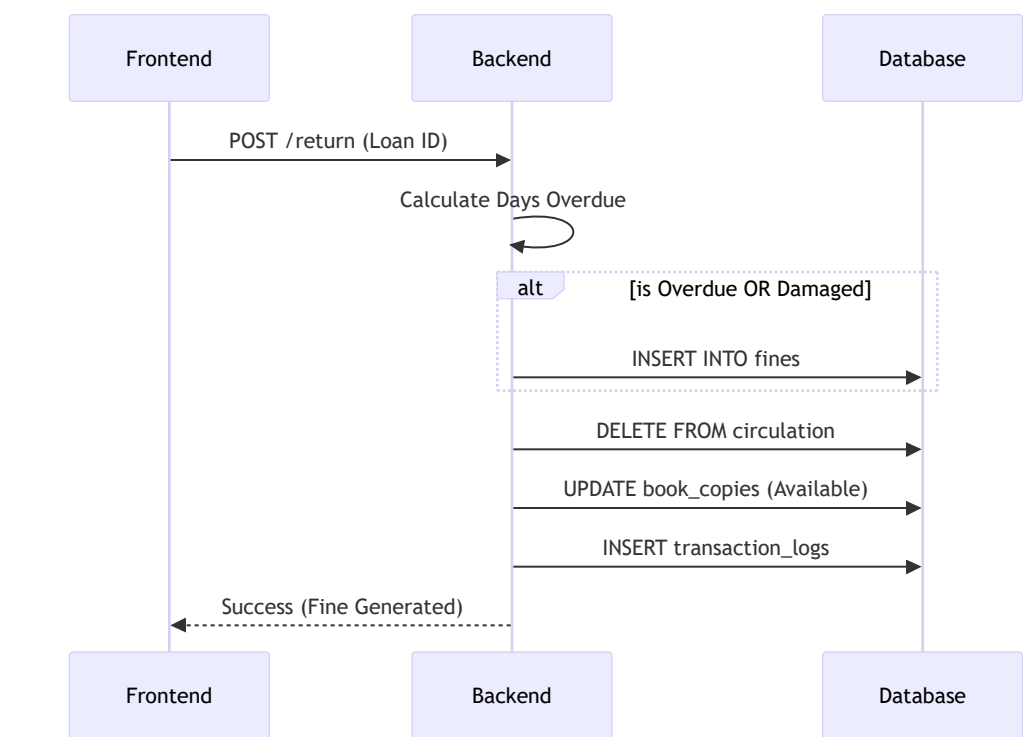 Frontend
Backend
Database
POST /return (Loan ID)
Calculate Days Overdue
alt
[is Overdue OR Damaged]
INSERT INTO fines
DELETE FROM circulation
UPDATE book_copies (Available)
INSERT transaction_logs
Success (Fine Generated)
Frontend
Backend
Database